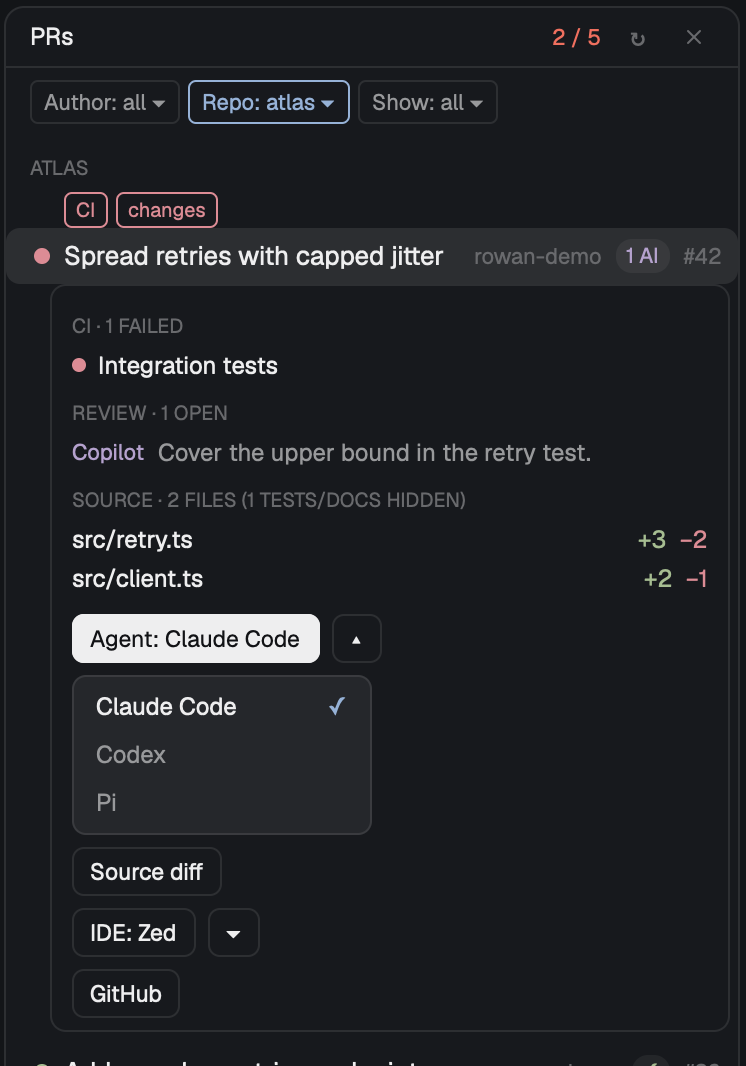 PRs 2 / 5 ↻ ×
Author: all ▾ Repo: atlas ▾ Show: all ▾
ATLAS
CI changes
Spread retries with capped jitter rowan-demo 1 AI #42
CI · 1 FAILED
Integration tests
REVIEW · 1 OPEN
Copilot Cover the upper bound in the retry test.
SOURCE · 2 FILES (1 TESTS/DOCS HIDDEN)
src/retry.ts +3 −2
src/client.ts +2 −1
Agent: Claude Code ▴
Claude Code ✓
Codex
Pi
Source diff
IDE: Zed ▾
GitHub